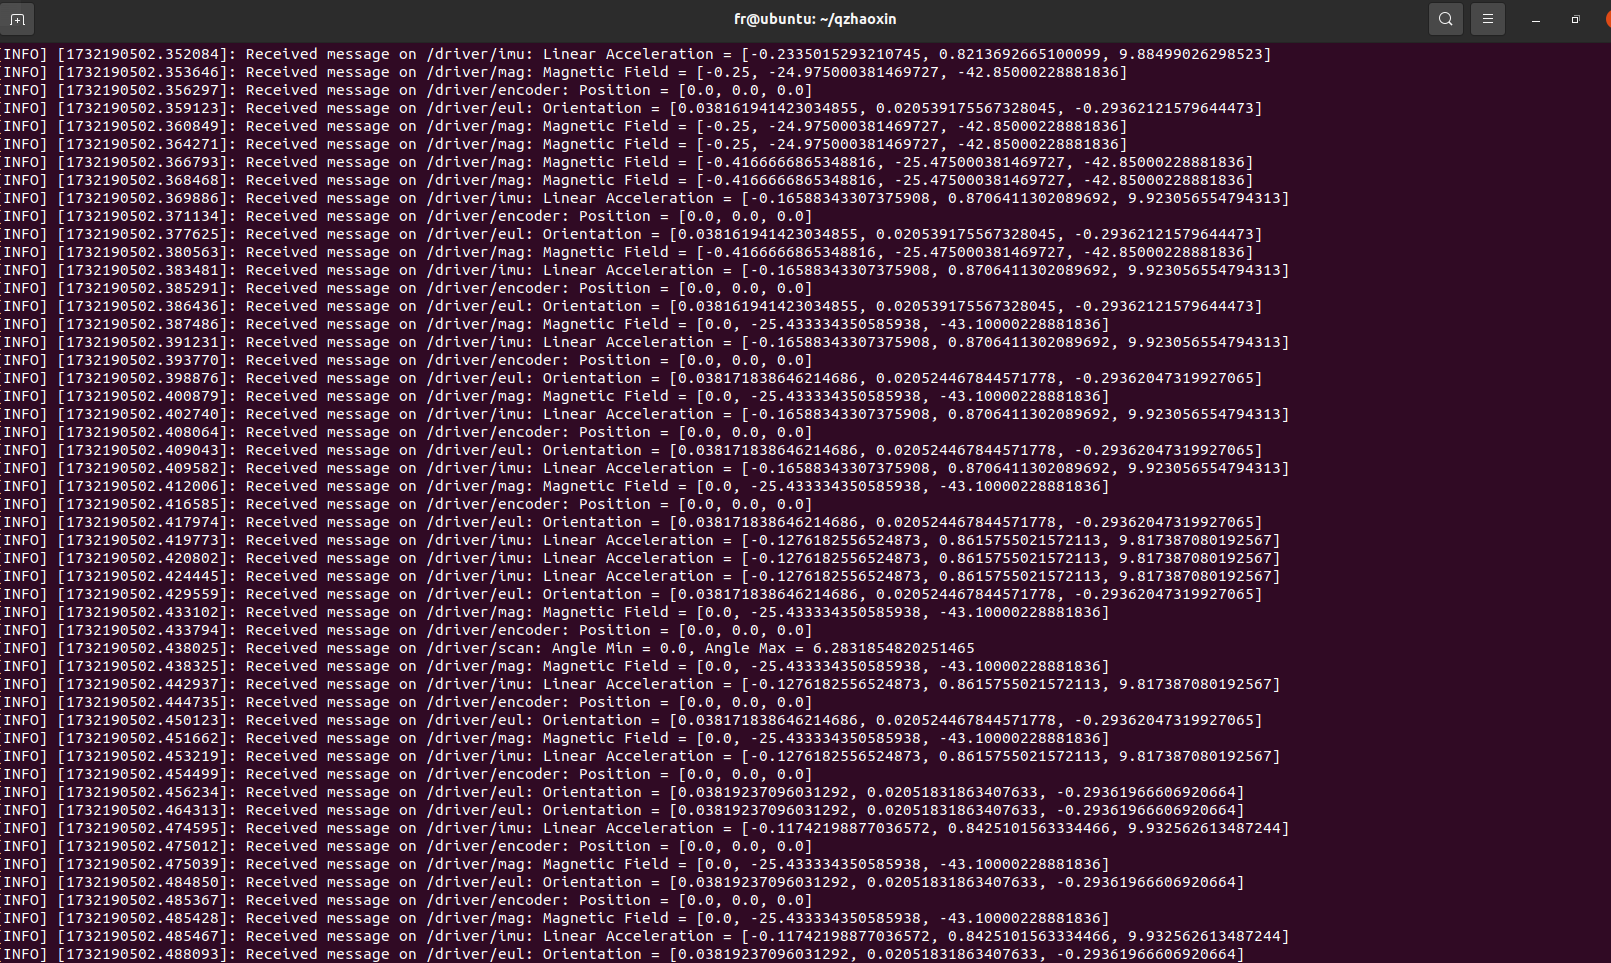 fr@ubuntu: ~/qzhaoxin
[INFO] [1732190502.352084]: Received message on /driver/imu: Linear Acceleration = [-0.2335015293210745, 0.8213692665100099, 9.88499026298523]
[INFO] [1732190502.353646]: Received message on /driver/mag: Magnetic Field = [-0.25, -24.975000381469727, -42.85000228881836]
[INFO] [1732190502.356297]: Received message on /driver/encoder: Position = [0.0, 0.0, 0.0]
[INFO] [1732190502.359123]: Received message on /driver/eul: Orientation = [0.038161941423034855, 0.020539175567328045, -0.29362121579644473]
[INFO] [1732190502.360849]: Received message on /driver/mag: Magnetic Field = [-0.25, -24.975000381469727, -42.85000228881836]
[INFO] [1732190502.364271]: Received message on /driver/mag: Magnetic Field = [-0.25, -24.975000381469727, -42.85000228881836]
[INFO] [1732190502.366793]: Received message on /driver/mag: Magnetic Field = [-0.4166666865348816, -25.475000381469727, -42.85000228881836]
[INFO] [1732190502.368468]: Received message on /driver/mag: Magnetic Field = [-0.4166666865348816, -25.475000381469727, -42.85000228881836]
[INFO] [1732190502.369886]: Received message on /driver/imu: Linear Acceleration = [-0.16588343307375908, 0.8706411302089692, 9.923056554794313]
[INFO] [1732190502.371134]: Received message on /driver/encoder: Position = [0.0, 0.0, 0.0]
[INFO] [1732190502.377625]: Received message on /driver/eul: Orientation = [0.038161941423034855, 0.020539175567328045, -0.29362121579644473]
[INFO] [1732190502.380563]: Received message on /driver/mag: Magnetic Field = [-0.4166666865348816, -25.475000381469727, -42.85000228881836]
[INFO] [1732190502.383481]: Received message on /driver/imu: Linear Acceleration = [-0.16588343307375908, 0.8706411302089692, 9.923056554794313]
[INFO] [1732190502.385291]: Received message on /driver/encoder: Position = [0.0, 0.0, 0.0]
[INFO] [1732190502.386436]: Received message on /driver/eul: Orientation = [0.038161941423034855, 0.020539175567328045, -0.29362121579644473]
[INFO] [1732190502.387486]: Received message on /driver/mag: Magnetic Field = [0.0, -25.433334350585938, -43.10000228881836]
[INFO] [1732190502.391231]: Received message on /driver/imu: Linear Acceleration = [-0.16588343307375908, 0.8706411302089692, 9.923056554794313]
[INFO] [1732190502.393770]: Received message on /driver/encoder: Position = [0.0, 0.0, 0.0]
[INFO] [1732190502.398876]: Received message on /driver/eul: Orientation = [0.038171838646214686, 0.020524467844571778, -0.29362047319927065]
[INFO] [1732190502.400879]: Received message on /driver/mag: Magnetic Field = [0.0, -25.433334350585938, -43.10000228881836]
[INFO] [1732190502.402740]: Received message on /driver/imu: Linear Acceleration = [-0.16588343307375908, 0.8706411302089692, 9.923056554794313]
[INFO] [1732190502.408064]: Received message on /driver/encoder: Position = [0.0, 0.0, 0.0]
[INFO] [1732190502.409043]: Received message on /driver/eul: Orientation = [0.038171838646214686, 0.020524467844571778, -0.29362047319927065]
[INFO] [1732190502.409582]: Received message on /driver/imu: Linear Acceleration = [-0.16588343307375908, 0.8706411302089692, 9.923056554794313]
[INFO] [1732190502.412006]: Received message on /driver/mag: Magnetic Field = [0.0, -25.433334350585938, -43.10000228881836]
[INFO] [1732190502.416585]: Received message on /driver/encoder: Position = [0.0, 0.0, 0.0]
[INFO] [1732190502.417974]: Received message on /driver/eul: Orientation = [0.038171838646214686, 0.020524467844571778, -0.29362047319927065]
[INFO] [1732190502.419773]: Received message on /driver/imu: Linear Acceleration = [-0.1276182556524873, 0.8615755021572113, 9.817387080192567]
[INFO] [1732190502.420802]: Received message on /driver/imu: Linear Acceleration = [-0.1276182556524873, 0.8615755021572113, 9.817387080192567]
[INFO] [1732190502.424445]: Received message on /driver/imu: Linear Acceleration = [-0.1276182556524873, 0.8615755021572113, 9.817387080192567]
[INFO] [1732190502.429559]: Received message on /driver/eul: Orientation = [0.038171838646214686, 0.020524467844571778, -0.29362047319927065]
[INFO] [1732190502.433102]: Received message on /driver/mag: Magnetic Field = [0.0, -25.433334350585938, -43.10000228881836]
[INFO] [1732190502.433794]: Received message on /driver/encoder: Position = [0.0, 0.0, 0.0]
[INFO] [1732190502.438025]: Received message on /driver/scan: Angle Min = 0.0, Angle Max = 6.2831854820251465
[INFO] [1732190502.438325]: Received message on /driver/mag: Magnetic Field = [0.0, -25.433334350585938, -43.10000228881836]
[INFO] [1732190502.442937]: Received message on /driver/imu: Linear Acceleration = [-0.1276182556524873, 0.8615755021572113, 9.817387080192567]
[INFO] [1732190502.444735]: Received message on /driver/encoder: Position = [0.0, 0.0, 0.0]
[INFO] [1732190502.450123]: Received message on /driver/eul: Orientation = [0.038171838646214686, 0.020524467844571778, -0.29362047319927065]
[INFO] [1732190502.451662]: Received message on /driver/mag: Magnetic Field = [0.0, -25.433334350585938, -43.10000228881836]
[INFO] [1732190502.453219]: Received message on /driver/imu: Linear Acceleration = [-0.1276182556524873, 0.8615755021572113, 9.817387080192567]
[INFO] [1732190502.454499]: Received message on /driver/encoder: Position = [0.0, 0.0, 0.0]
[INFO] [1732190502.456234]: Received message on /driver/eul: Orientation = [0.03819237096031292, 0.02051831863407633, -0.29361966606920664]
[INFO] [1732190502.464313]: Received message on /driver/eul: Orientation = [0.03819237096031292, 0.02051831863407633, -0.29361966606920664]
[INFO] [1732190502.474595]: Received message on /driver/imu: Linear Acceleration = [-0.11742198877036572, 0.8425101563334466, 9.932562613487244]
[INFO] [1732190502.475012]: Received message on /driver/encoder: Position = [0.0, 0.0, 0.0]
[INFO] [1732190502.475039]: Received message on /driver/mag: Magnetic Field = [0.0, -25.433334350585938, -43.10000228881836]
[INFO] [1732190502.484850]: Received message on /driver/eul: Orientation = [0.03819237096031292, 0.02051831863407633, -0.29361966606920664]
[INFO] [1732190502.485367]: Received message on /driver/encoder: Position = [0.0, 0.0, 0.0]
[INFO] [1732190502.485428]: Received message on /driver/mag: Magnetic Field = [0.0, -25.433334350585938, -43.10000228881836]
[INFO] [1732190502.485467]: Received message on /driver/imu: Linear Acceleration = [-0.11742198877036572, 0.8425101563334466, 9.932562613487244]
[INFO] [1732190502.488093]: Received message on /driver/eul: Orientation = [0.03819237096031292, 0.02051831863407633, -0.29361966606920664]